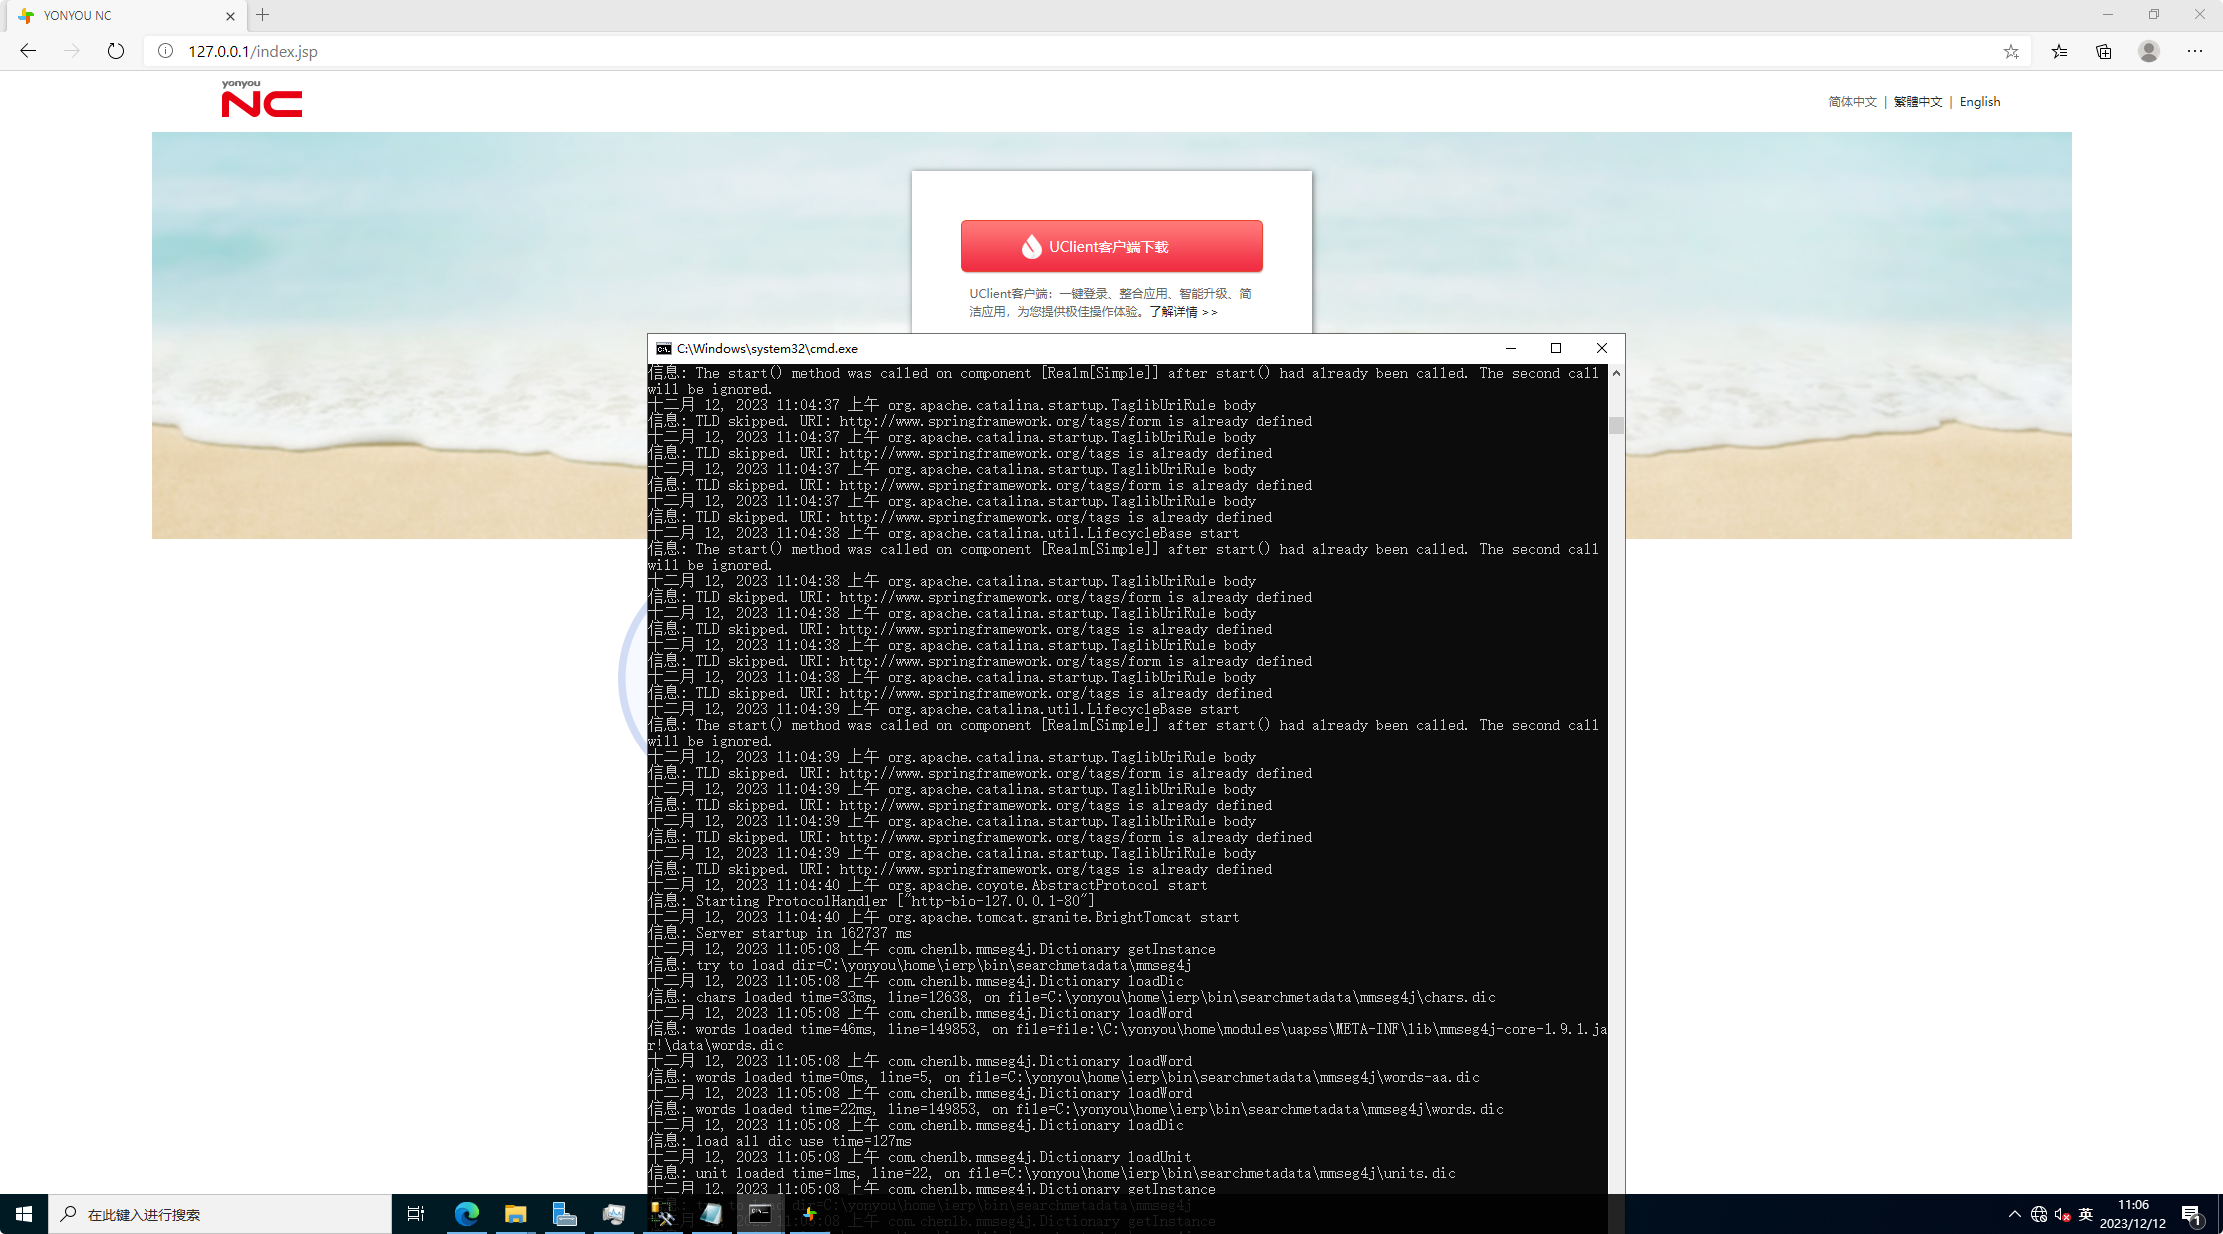 YONYOU NC
127.0.0.1/index.jsp
yonyou
NC
简体中文 | 繁體中文 | English
UClient客户端下载
UClient客户端：一键登录、整合应用、智能升级、简
洁应用，为您提供极佳操作体验。了解详情 >>
C:\Windows\system32\cmd.exe
信息: The start() method was called on component [Realm[Simple]] after start() had already been called. The second call
will be ignored.
十二月 12, 2023 11:04:37 上午 org.apache.catalina.startup.TaglibUriRule body
信息: TLD skipped. URI: http://www.springframework.org/tags/form is already defined
十二月 12, 2023 11:04:37 上午 org.apache.catalina.startup.TaglibUriRule body
信息: TLD skipped. URI: http://www.springframework.org/tags is already defined
十二月 12, 2023 11:04:37 上午 org.apache.catalina.startup.TaglibUriRule body
信息: TLD skipped. URI: http://www.springframework.org/tags/form is already defined
十二月 12, 2023 11:04:37 上午 org.apache.catalina.startup.TaglibUriRule body
信息: TLD skipped. URI: http://www.springframework.org/tags is already defined
十二月 12, 2023 11:04:38 上午 org.apache.catalina.util.LifecycleBase start
信息: The start() method was called on component [Realm[Simple]] after start() had already been called. The second call
will be ignored.
十二月 12, 2023 11:04:38 上午 org.apache.catalina.startup.TaglibUriRule body
信息: TLD skipped. URI: http://www.springframework.org/tags/form is already defined
十二月 12, 2023 11:04:38 上午 org.apache.catalina.startup.TaglibUriRule body
信息: TLD skipped. URI: http://www.springframework.org/tags is already defined
十二月 12, 2023 11:04:38 上午 org.apache.catalina.startup.TaglibUriRule body
信息: TLD skipped. URI: http://www.springframework.org/tags/form is already defined
十二月 12, 2023 11:04:38 上午 org.apache.catalina.startup.TaglibUriRule body
信息: TLD skipped. URI: http://www.springframework.org/tags is already defined
十二月 12, 2023 11:04:39 上午 org.apache.catalina.util.LifecycleBase start
信息: The start() method was called on component [Realm[Simple]] after start() had already been called. The second call
will be ignored.
十二月 12, 2023 11:04:39 上午 org.apache.catalina.startup.TaglibUriRule body
信息: TLD skipped. URI: http://www.springframework.org/tags/form is already defined
十二月 12, 2023 11:04:39 上午 org.apache.catalina.startup.TaglibUriRule body
信息: TLD skipped. URI: http://www.springframework.org/tags is already defined
十二月 12, 2023 11:04:39 上午 org.apache.catalina.startup.TaglibUriRule body
信息: TLD skipped. URI: http://www.springframework.org/tags/form is already defined
十二月 12, 2023 11:04:39 上午 org.apache.catalina.startup.TaglibUriRule body
信息: TLD skipped. URI: http://www.springframework.org/tags is already defined
十二月 12, 2023 11:04:40 上午 org.apache.coyote.AbstractProtocol start
信息: Starting ProtocolHandler ["http-bio-127.0.0.1-80"]
十二月 12, 2023 11:04:40 上午 org.apache.tomcat.granite.BrightTomcat start
信息: Server startup in 162737 ms
十二月 12, 2023 11:05:08 上午 com.chenlb.mmseg4j.Dictionary getInstance
信息: try to load dir=C:\yonyou\home\ierp\bin\searchmetadata\mmseg4j
十二月 12, 2023 11:05:08 上午 com.chenlb.mmseg4j.Dictionary loadDic
信息: chars loaded time=33ms, line=12638, on file=C:\yonyou\home\ierp\bin\searchmetadata\mmseg4j\chars.dic
十二月 12, 2023 11:05:08 上午 com.chenlb.mmseg4j.Dictionary loadWord
信息: words loaded time=46ms, line=149853, on file=file:\C:\yonyou\home\modules\uapss\META-INF\lib\mmseg4j-core-1.9.1.ja
r!\data\words.dic
十二月 12, 2023 11:05:08 上午 com.chenlb.mmseg4j.Dictionary loadWord
信息: words loaded time=0ms, line=5, on file=C:\yonyou\home\ierp\bin\searchmetadata\mmseg4j\words-aa.dic
十二月 12, 2023 11:05:08 上午 com.chenlb.mmseg4j.Dictionary loadWord
信息: words loaded time=22ms, line=149853, on file=C:\yonyou\home\ierp\bin\searchmetadata\mmseg4j\words.dic
十二月 12, 2023 11:05:08 上午 com.chenlb.mmseg4j.Dictionary loadDic
信息: load all dic use time=127ms
十二月 12, 2023 11:05:08 上午 com.chenlb.mmseg4j.Dictionary loadUnit
信息: unit loaded time=1ms, line=22, on file=C:\yonyou\home\ierp\bin\searchmetadata\mmseg4j\units.dic
十二月 12, 2023 11:05:08 上午 com.chenlb.mmseg4j.Dictionary getInstance
dir=C:\yonyou\home\ierp\bin\searchmetadata\mmseg4j
com.chenlb.mmseg4j.Dictionary getInstance
在此键入进行搜索
英
11:06
2023/12/12
1